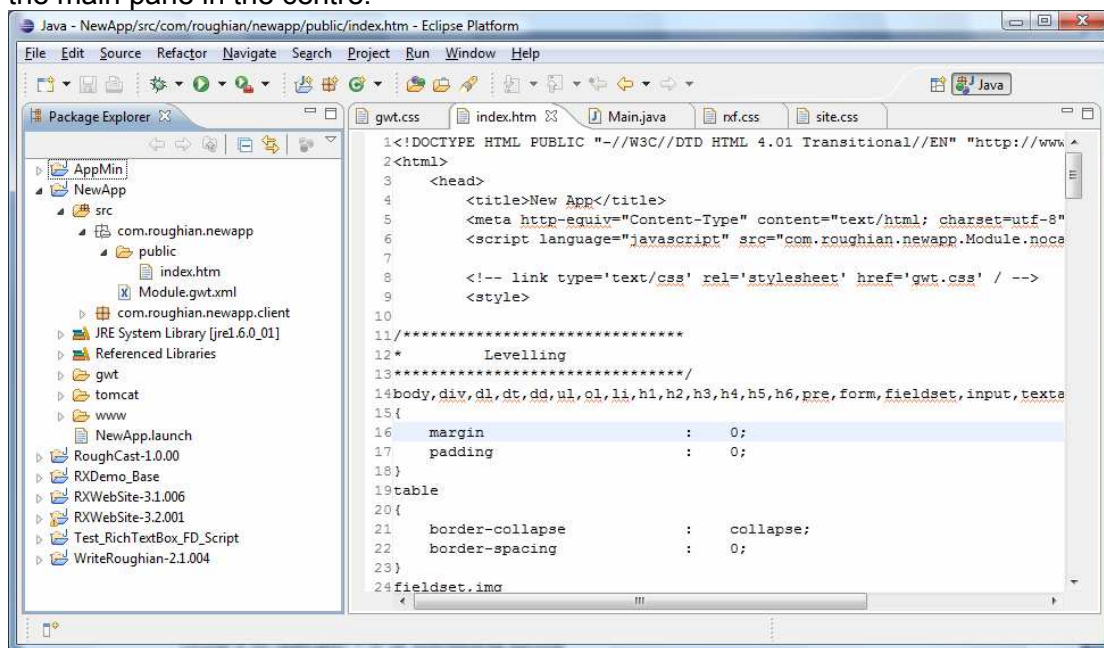 the main pane in the centre.
Java - NewApp/src/com/roughian/newapp/public/index.htm - Eclipse Platform
File Edit Source Refactor Navigate Search Project Run Window Help
Java
Package Explorer
gwt.css index.htm Main.java rxf.css site.css
AppMin
NewApp
src
com.roughian.newapp
public
index.htm
Module.gwt.xml
com.roughian.newapp.client
JRE System Library [jre1.6.0_01]
Referenced Libraries
gwt
tomcat
www
NewApp.launch
RoughCast-1.0.00
RXDemo_Base
RXWebSite-3.1.006
RXWebSite-3.2.001
Test_RichTextBox_FD_Script
WriteRoughian-2.1.004
1<!DOCTYPE HTML PUBLIC "-//W3C//DTD HTML 4.01 Transitional//EN" "http://www
2<html>
3 <head>
4 <title>New App</title>
5 <meta http-equiv="Content-Type" content="text/html; charset=utf-8"
6 <script language="javascript" src="com.roughian.newapp.Module.noca
7
8 <!-- link type='text/css' rel='stylesheet' href='gwt.css' / -->
9 <style>
10
11/*******************************
12* Levelling
13********************************/
14body,div,dl,dt,dd,ul,ol,li,h1,h2,h3,h4,h5,h6,pre,form,fieldset,input,texta
15{
16 margin : 0;
17 padding : 0;
18}
19table
20{
21 border-collapse : collapse;
22 border-spacing : 0;
23}
24fieldset,img